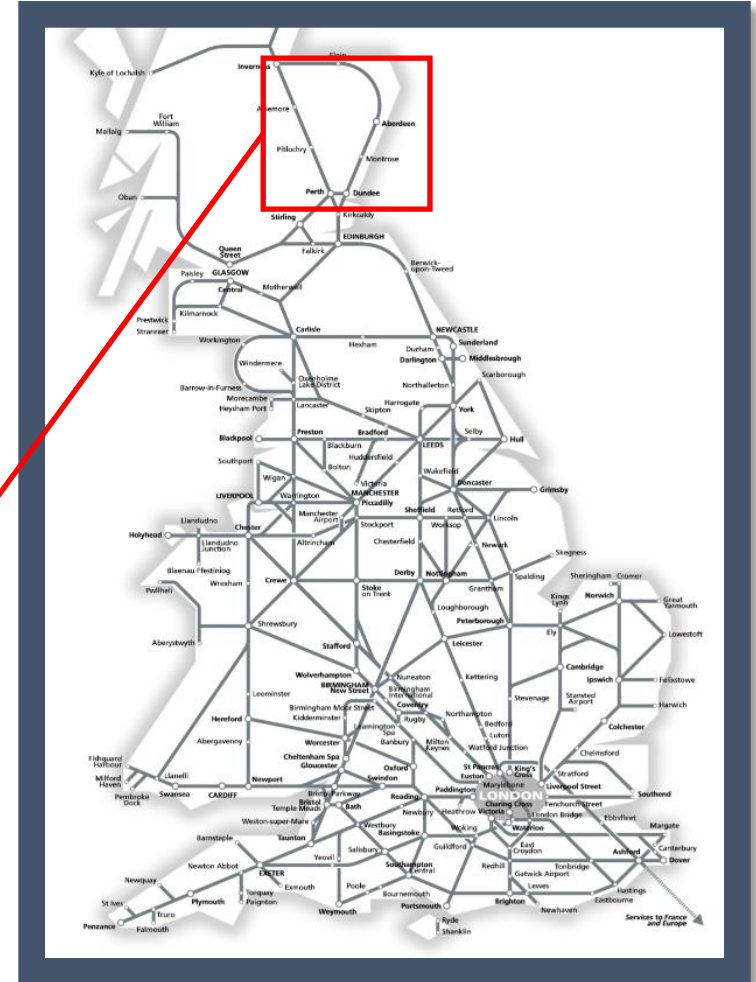 Elgin
Inverness
Kyle of Lochalsh
Aviemore
Fort
William
Mallaig
Aberdeen
Pitlochry
Montrose
Oban
Perth
Dundee
Stirling
Kirkcaldy
EDINBURGH
Queen
Street
GLASGOW
Central
Falkirk
Berwick-
upon-Tweed
Paisley
Motherwell
Prestwick
Kilmarnock
Stranraer
Carlisle
NEWCASTLE
Sunderland
Workington
Hexham
Durham
Darlington
Middlesbrough
Windermere
Oxenholme
Lake District
Northallerton
Scarborough
Barrow-in-Furness
Morecambe
Heysham Port
Lancaster
Harrogate
Skipton
York
Blackpool
Preston
Bradford
LEEDS
Selby
Hull
Blackburn
Huddersfield
Southport
Bolton
Wakefield
Wigan
Victoria
MANCHESTER
Piccadilly
Doncaster
Grimsby
LIVERPOOL
Warrington
Manchester
Airport
Sheffield
Retford
Lincoln
Llandudno
Chester
Stockport
Worksop
Holyhead
Llandudno
Junction
Altrincham
Chesterfield
Newark
Blaenau Ffestiniog
Skegness
Pwllheli
Wrexham
Crewe
Stoke
on Trent
Derby
Nottingham
Grantham
Spalding
Sheringham
Cromer
Kings
Lynn
Norwich
Great
Yarmouth
Loughborough
Aberystwyth
Shrewsbury
Peterborough
Ely
Lowestoft
Stafford
Leicester
Wolverhampton
BIRMINGHAM
New Street
Nuneaton
Cambridge
Birmingham
International
Kettering
Ipswich
Felixstowe
Leominster
Coventry
Stevenage
Stansted
Airport
Harwich
Birmingham Moor Street
Kidderminster
Rugby
Northampton
Hereford
Leamington
Spa
Bedford
Colchester
Worcester
Banbury
Milton
Keynes
Luton
Abergavenny
Watford Junction
Chelmsford
Cheltenham Spa
Gloucester
Oxford
St Pancras
King's
Cross
Fishguard
Harbour
Euston
Stratford
Milford
Haven
Llanelli
Newport
Swindon
Marylebone
Liverpool Street
Pembroke
Dock
Swansea
CARDIFF
Bristol Parkway
Reading
Paddington
LONDON
Southend
Bristol
Temple Meads
Bath
Newbury
Heathrow
Victoria
Charing Cross
Fenchurch Street
London Bridge
Ebbsfleet
Weston-super-Mare
Westbury
Basingstoke
Woking
Waterloo
Margate
Barnstaple
Taunton
Salisbury
Guildford
East
Croydon
Ashford
Canterbury
Dover
Newton Abbot
Yeovil
Southampton
Central
Redhill
Tonbridge
Gatwick Airport
EXETER
Newquay
Torquay
Paignton
Exmouth
Poole
Bournemouth
Lewes
Hastings
Eastbourne
St Ives
Plymouth
Weymouth
Portsmouth
Brighton
Newhaven
Truro
Penzance
Falmouth
Ryde
Shanklin
Services to France
and Europe